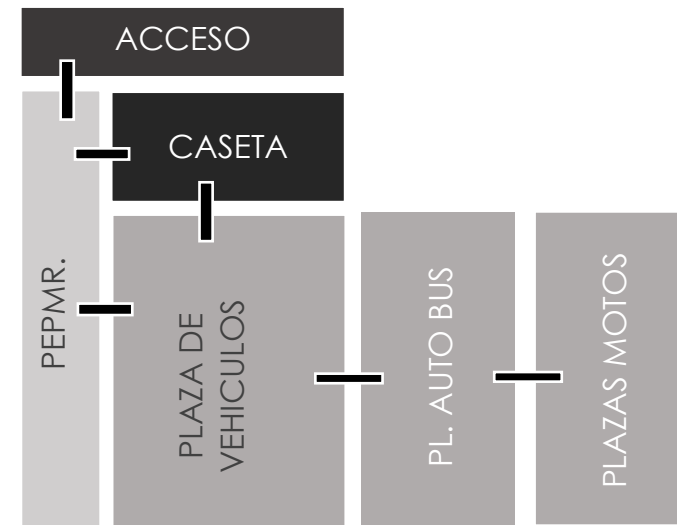 ACCESO
CASETA
PEPMR.
PLAZA DE
VEHICULOS
PL. AUTO BUS
PLAZAS MOTOS